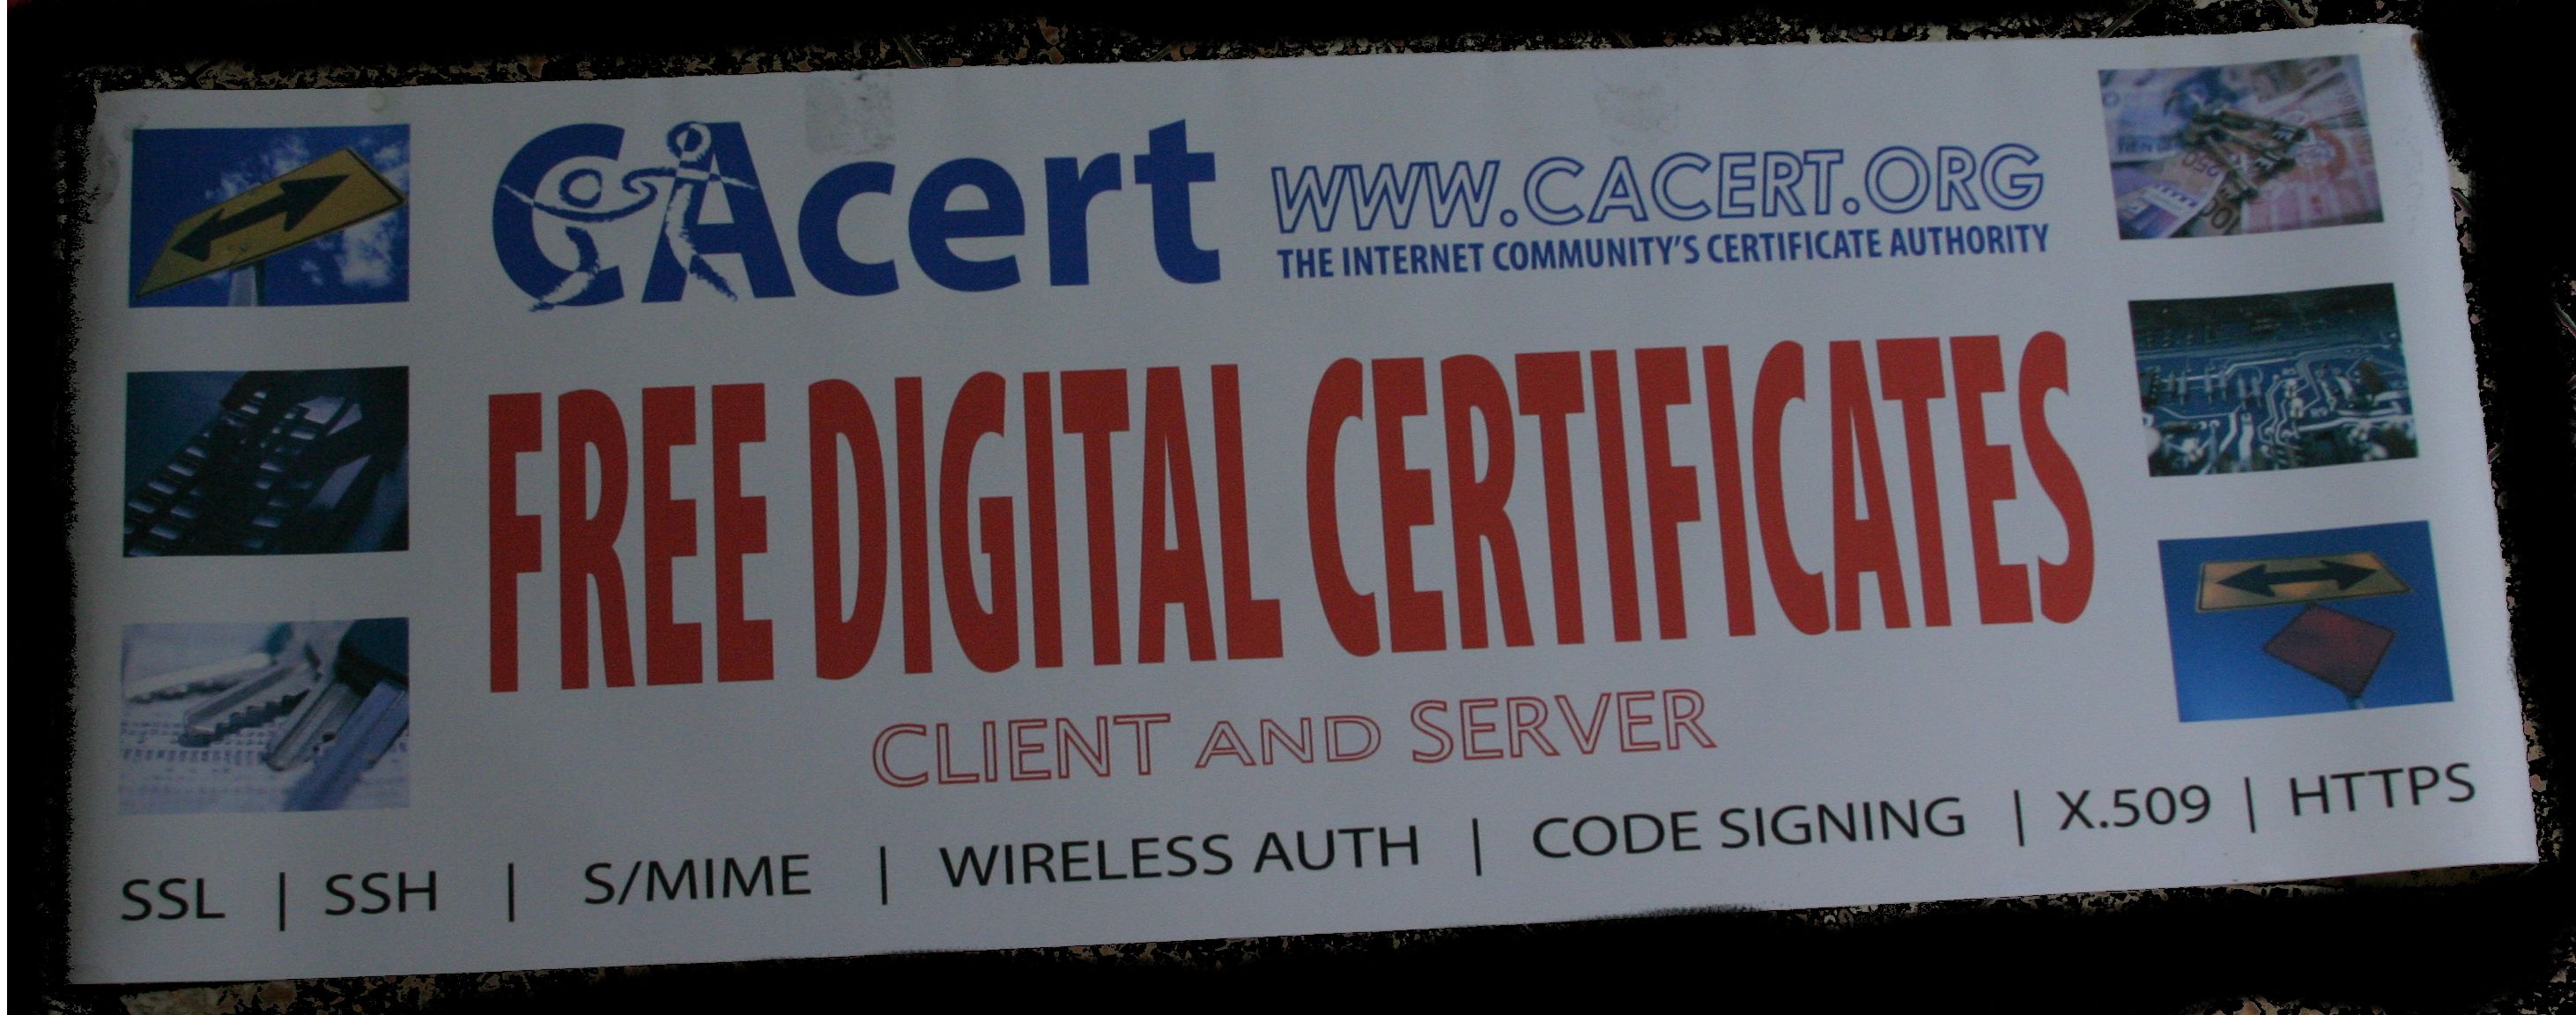 CAcert
WWW.CACERT.ORG
THE INTERNET COMMUNITY'S CERTIFICATE AUTHORITY
FREE DIGITAL CERTIFICATES
CLIENT AND SERVER
SSL | SSH | S/MIME | WIRELESS AUTH | CODE SIGNING | X.509 | HTTPS